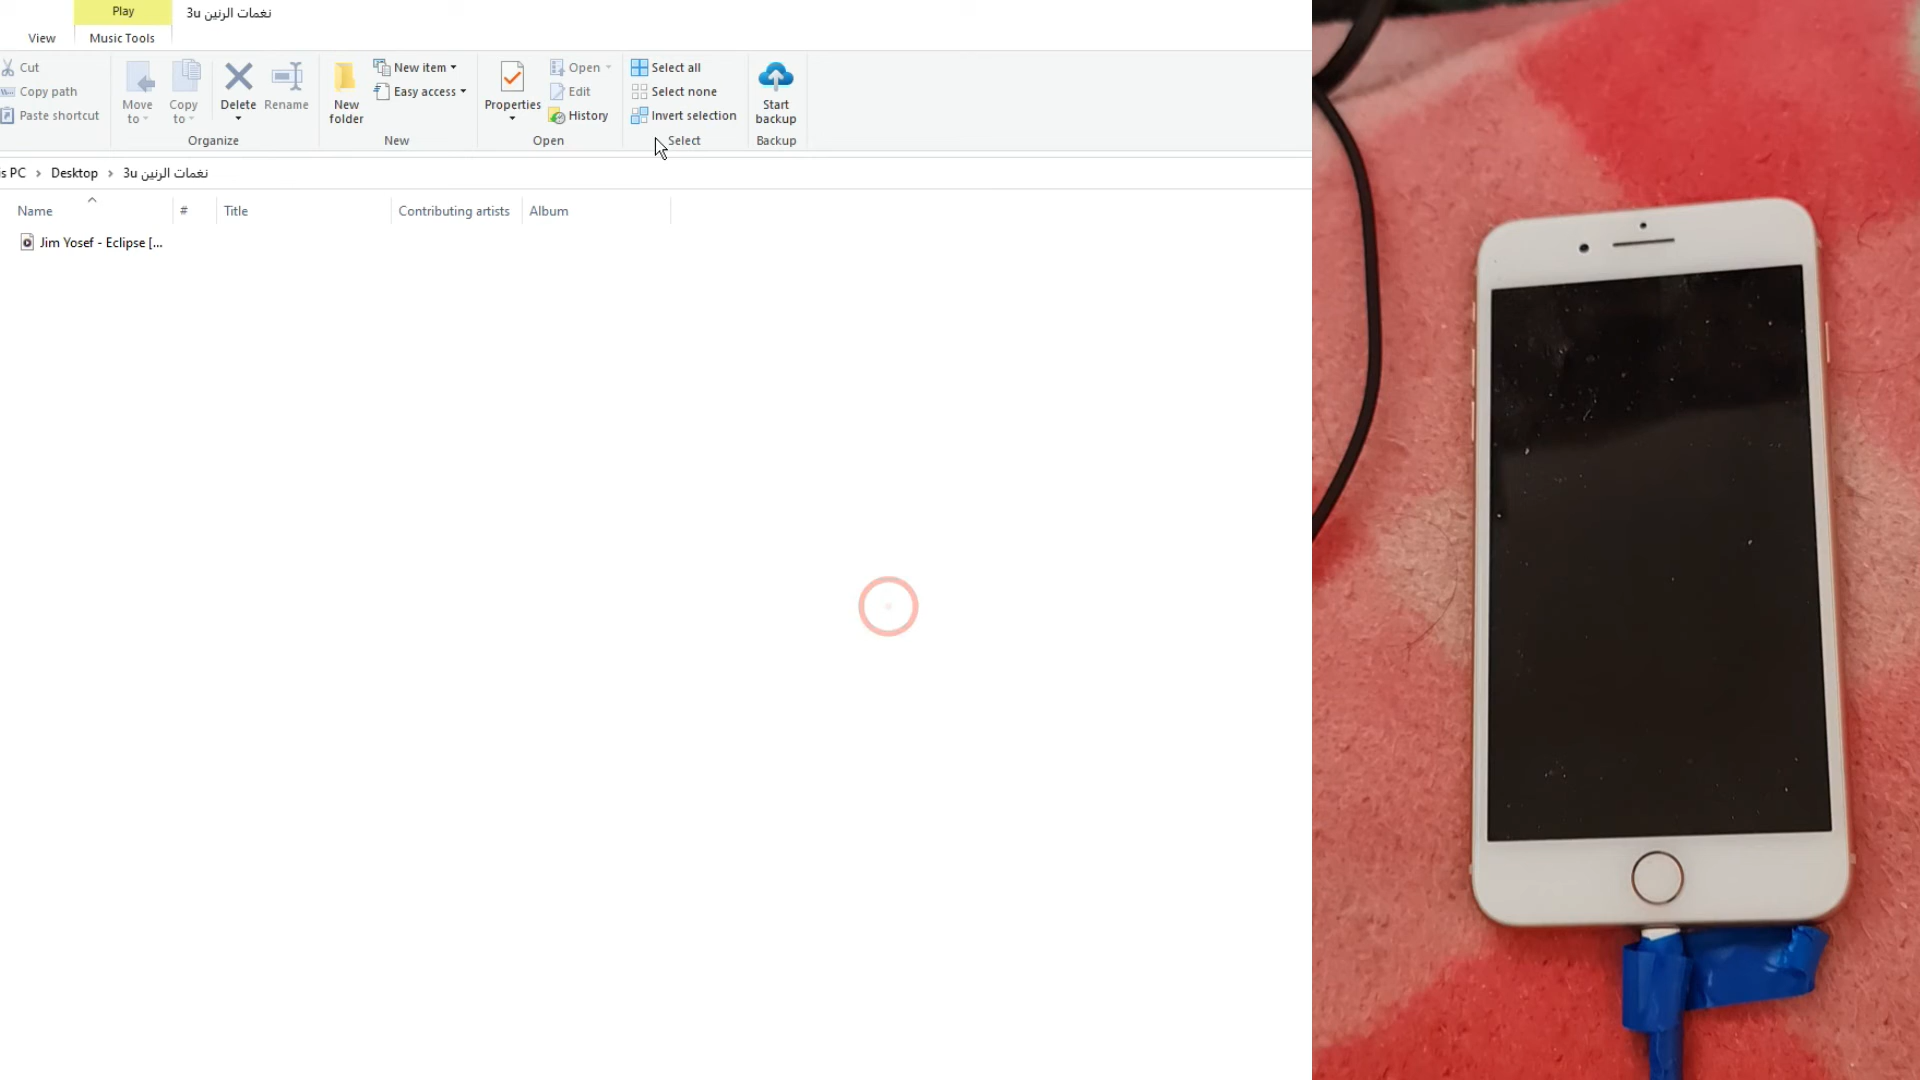 Play
نغمات الرنين 3u
View
Music Tools
Cut
Copy path
Paste shortcut
Move to
Copy to
Delete
Rename
Organize
New folder
New item
Easy access
New
Properties
Open
Edit
History
Open
Select all
Select none
Invert selection
Select
Start backup
Backup
is PC > Desktop > نغمات الرنين 3u
Name
#
Title
Contributing artists
Album
Jim Yosef - Eclipse [...